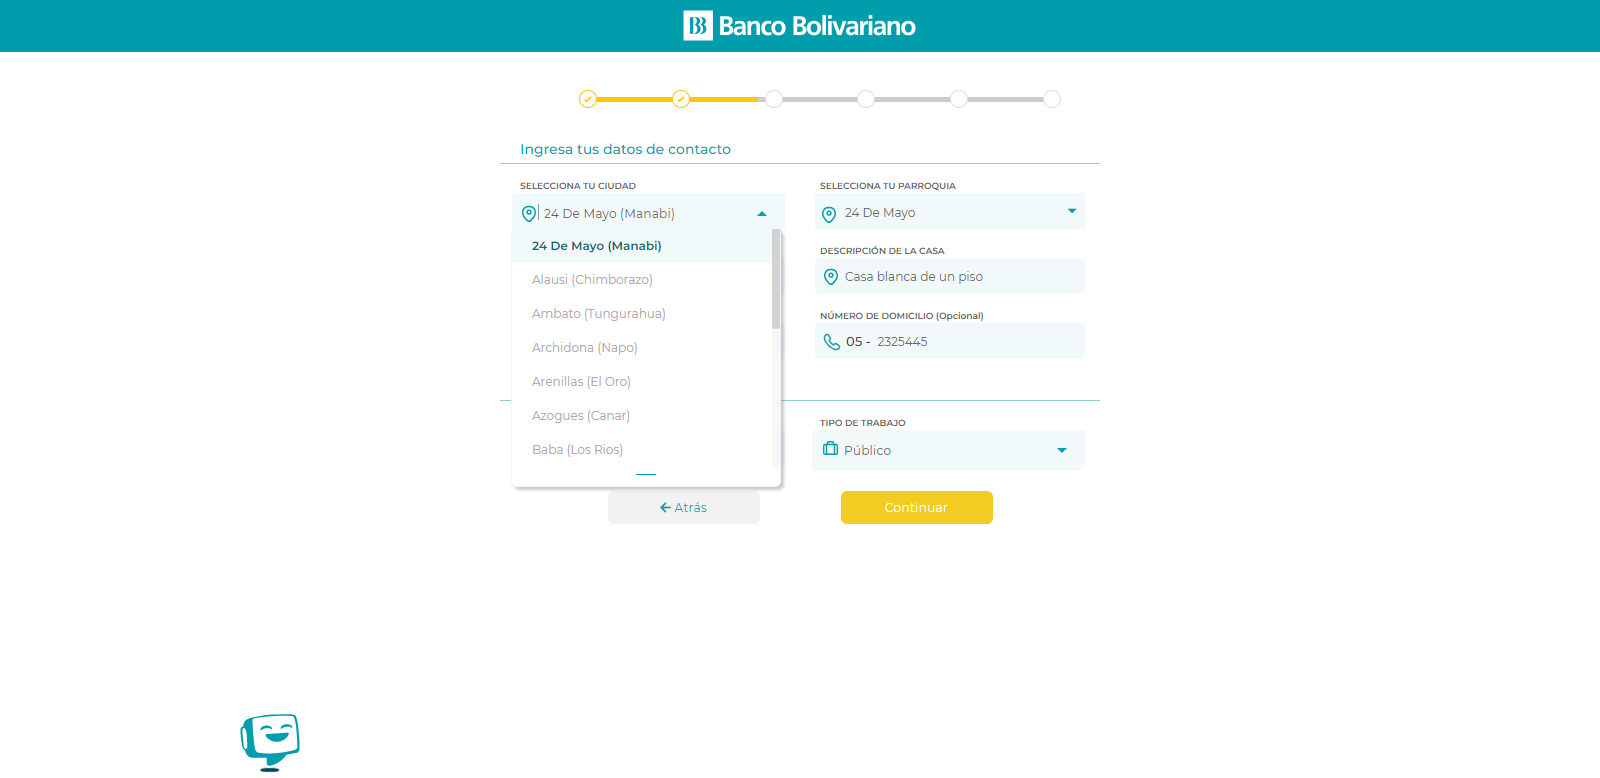 Banco Bolivariano
Ingresa tus datos de contacto
SELECCIONA TU CIUDAD
24 De Mayo (Manabi)
24 De Mayo (Manabi)
Alausi (Chimborazo)
Ambato (Tungurahua)
Archidona (Napo)
Arenillas (El Oro)
Azogues (Canar)
Baba (Los Rios)
SELECCIONA TU PARROQUIA
24 De Mayo
DESCRIPCIÓN DE LA CASA
Casa blanca de un piso
NÚMERO DE DOMICILIO (Opcional)
05 - 2325445
TIPO DE TRABAJO
Público
Atrás
Continuar